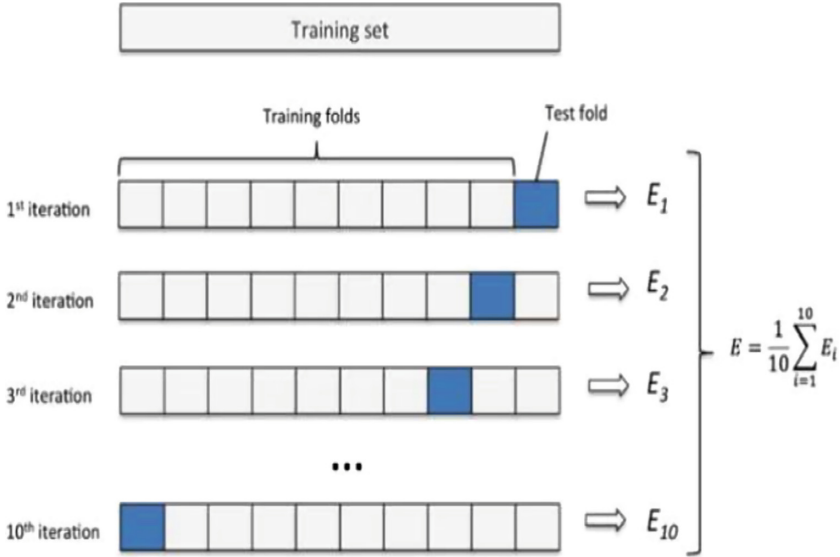 Training set
Training folds
Test fold
1st iteration
E1
2nd iteration
E2
3rd iteration
E3
E = 1/10 10∑i=1 Ei
...
10th iteration
E10